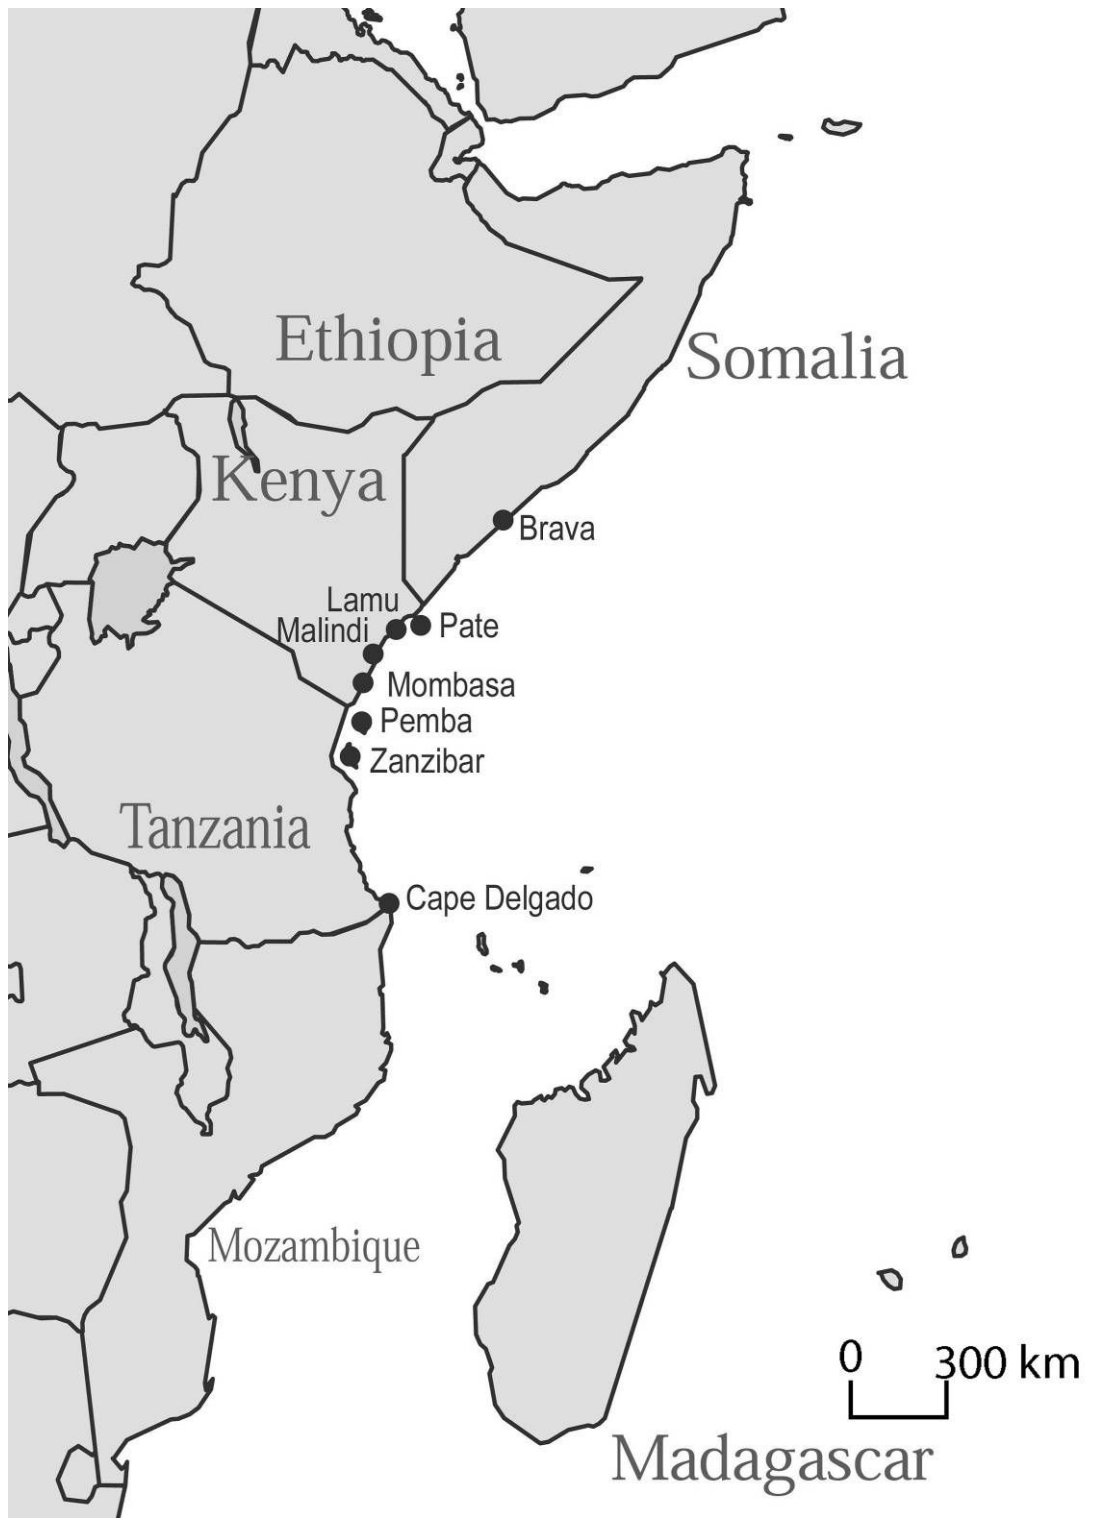 Ethiopia
Somalia
Kenya
Brava
Lamu
Malindi
Pate
Mombasa
Pemba
Zanzibar
Tanzania
Cape Delgado
Mozambique
0
300 km
Madagascar